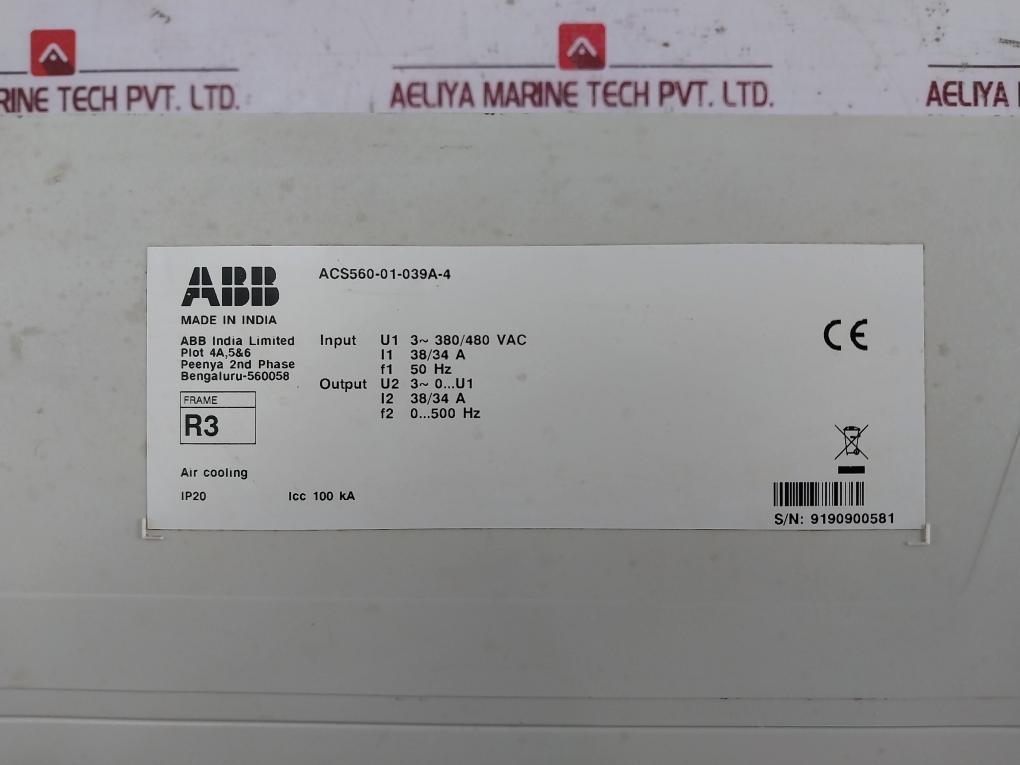 RINE TECH PVT. LTD.
AELIYA MARINE TECH PVT. LTD.
AELIYA
ABB
ACS560-01-039A-4
MADE IN INDIA
ABB India Limited
Plot 4A,5&6
Peenya 2nd Phase
Bengaluru-560058
Input U1 3~ 380/480 VAC
I1 38/34 A
f1 50 Hz
Output U2 3~ 0...U1
I2 38/34 A
f2 0...500 Hz
CE
FRAME
R3
Air cooling
IP20 Icc 100 kA
S/N: 9190900581